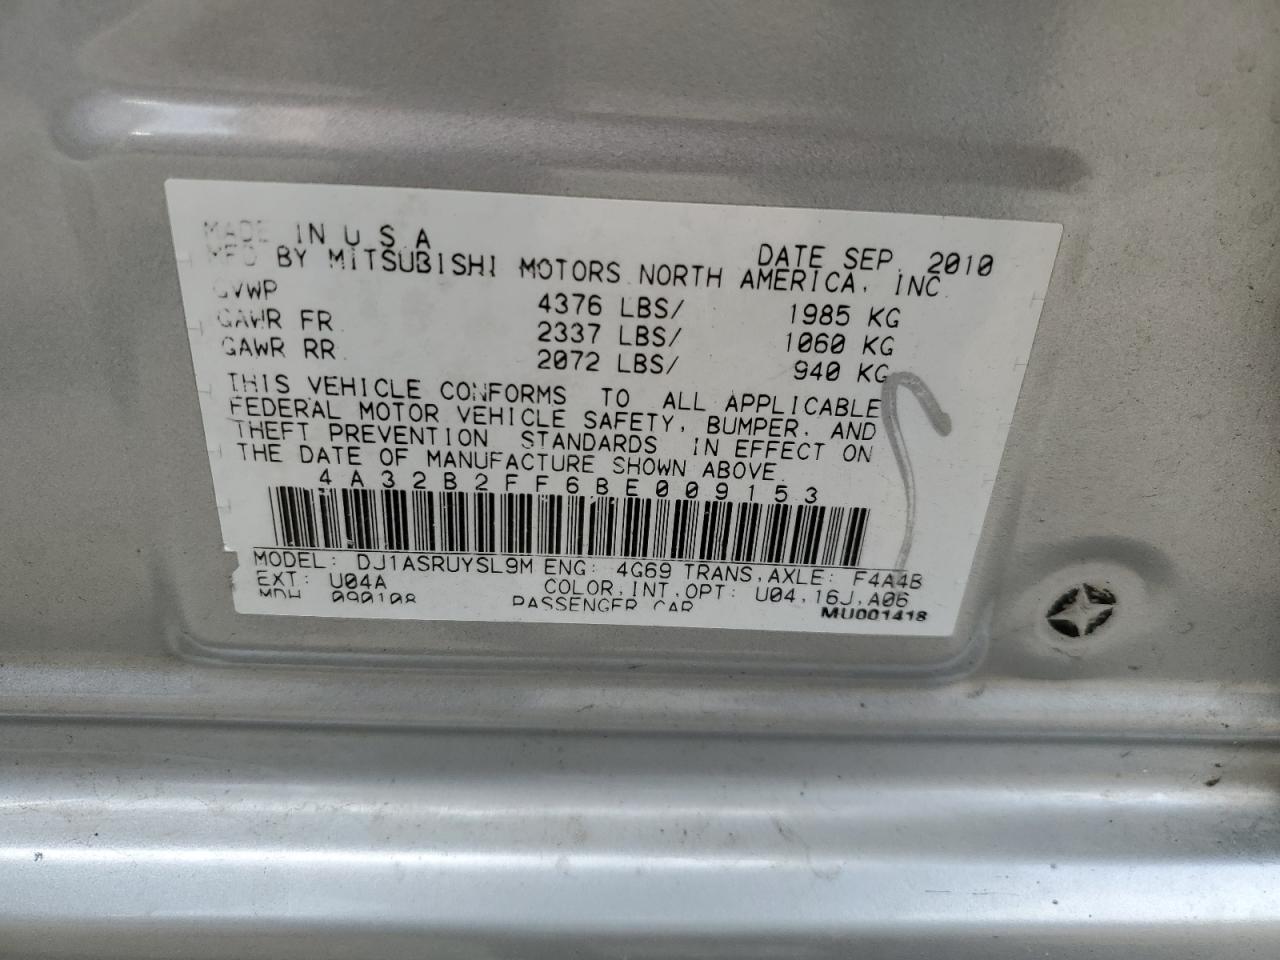 MADE IN U S A
DATE SEP. 2010
MFD BY MITSUBISHI MOTORS NORTH AMERICA, INC
GVWP 4376 LBS/ 1985 KG
GAWR FR 2337 LBS/ 1060 KG
GAWR RR 2072 LBS/ 940 KG
THIS VEHICLE CONFORMS TO ALL APPLICABLE
FEDERAL MOTOR VEHICLE SAFETY, BUMPER, AND
THEFT PREVENTION STANDARDS IN EFFECT ON
THE DATE OF MANUFACTURE SHOWN ABOVE.
4A32B2FF6BE009153
MODEL: DJ1ASRUYSL9M ENG: 4G69 TRANS,AXLE: F4A4B
EXT: U04A COLOR,INT,OPT: U04,16J,A06
MDH 090108 PASSENGER CAR MU001418